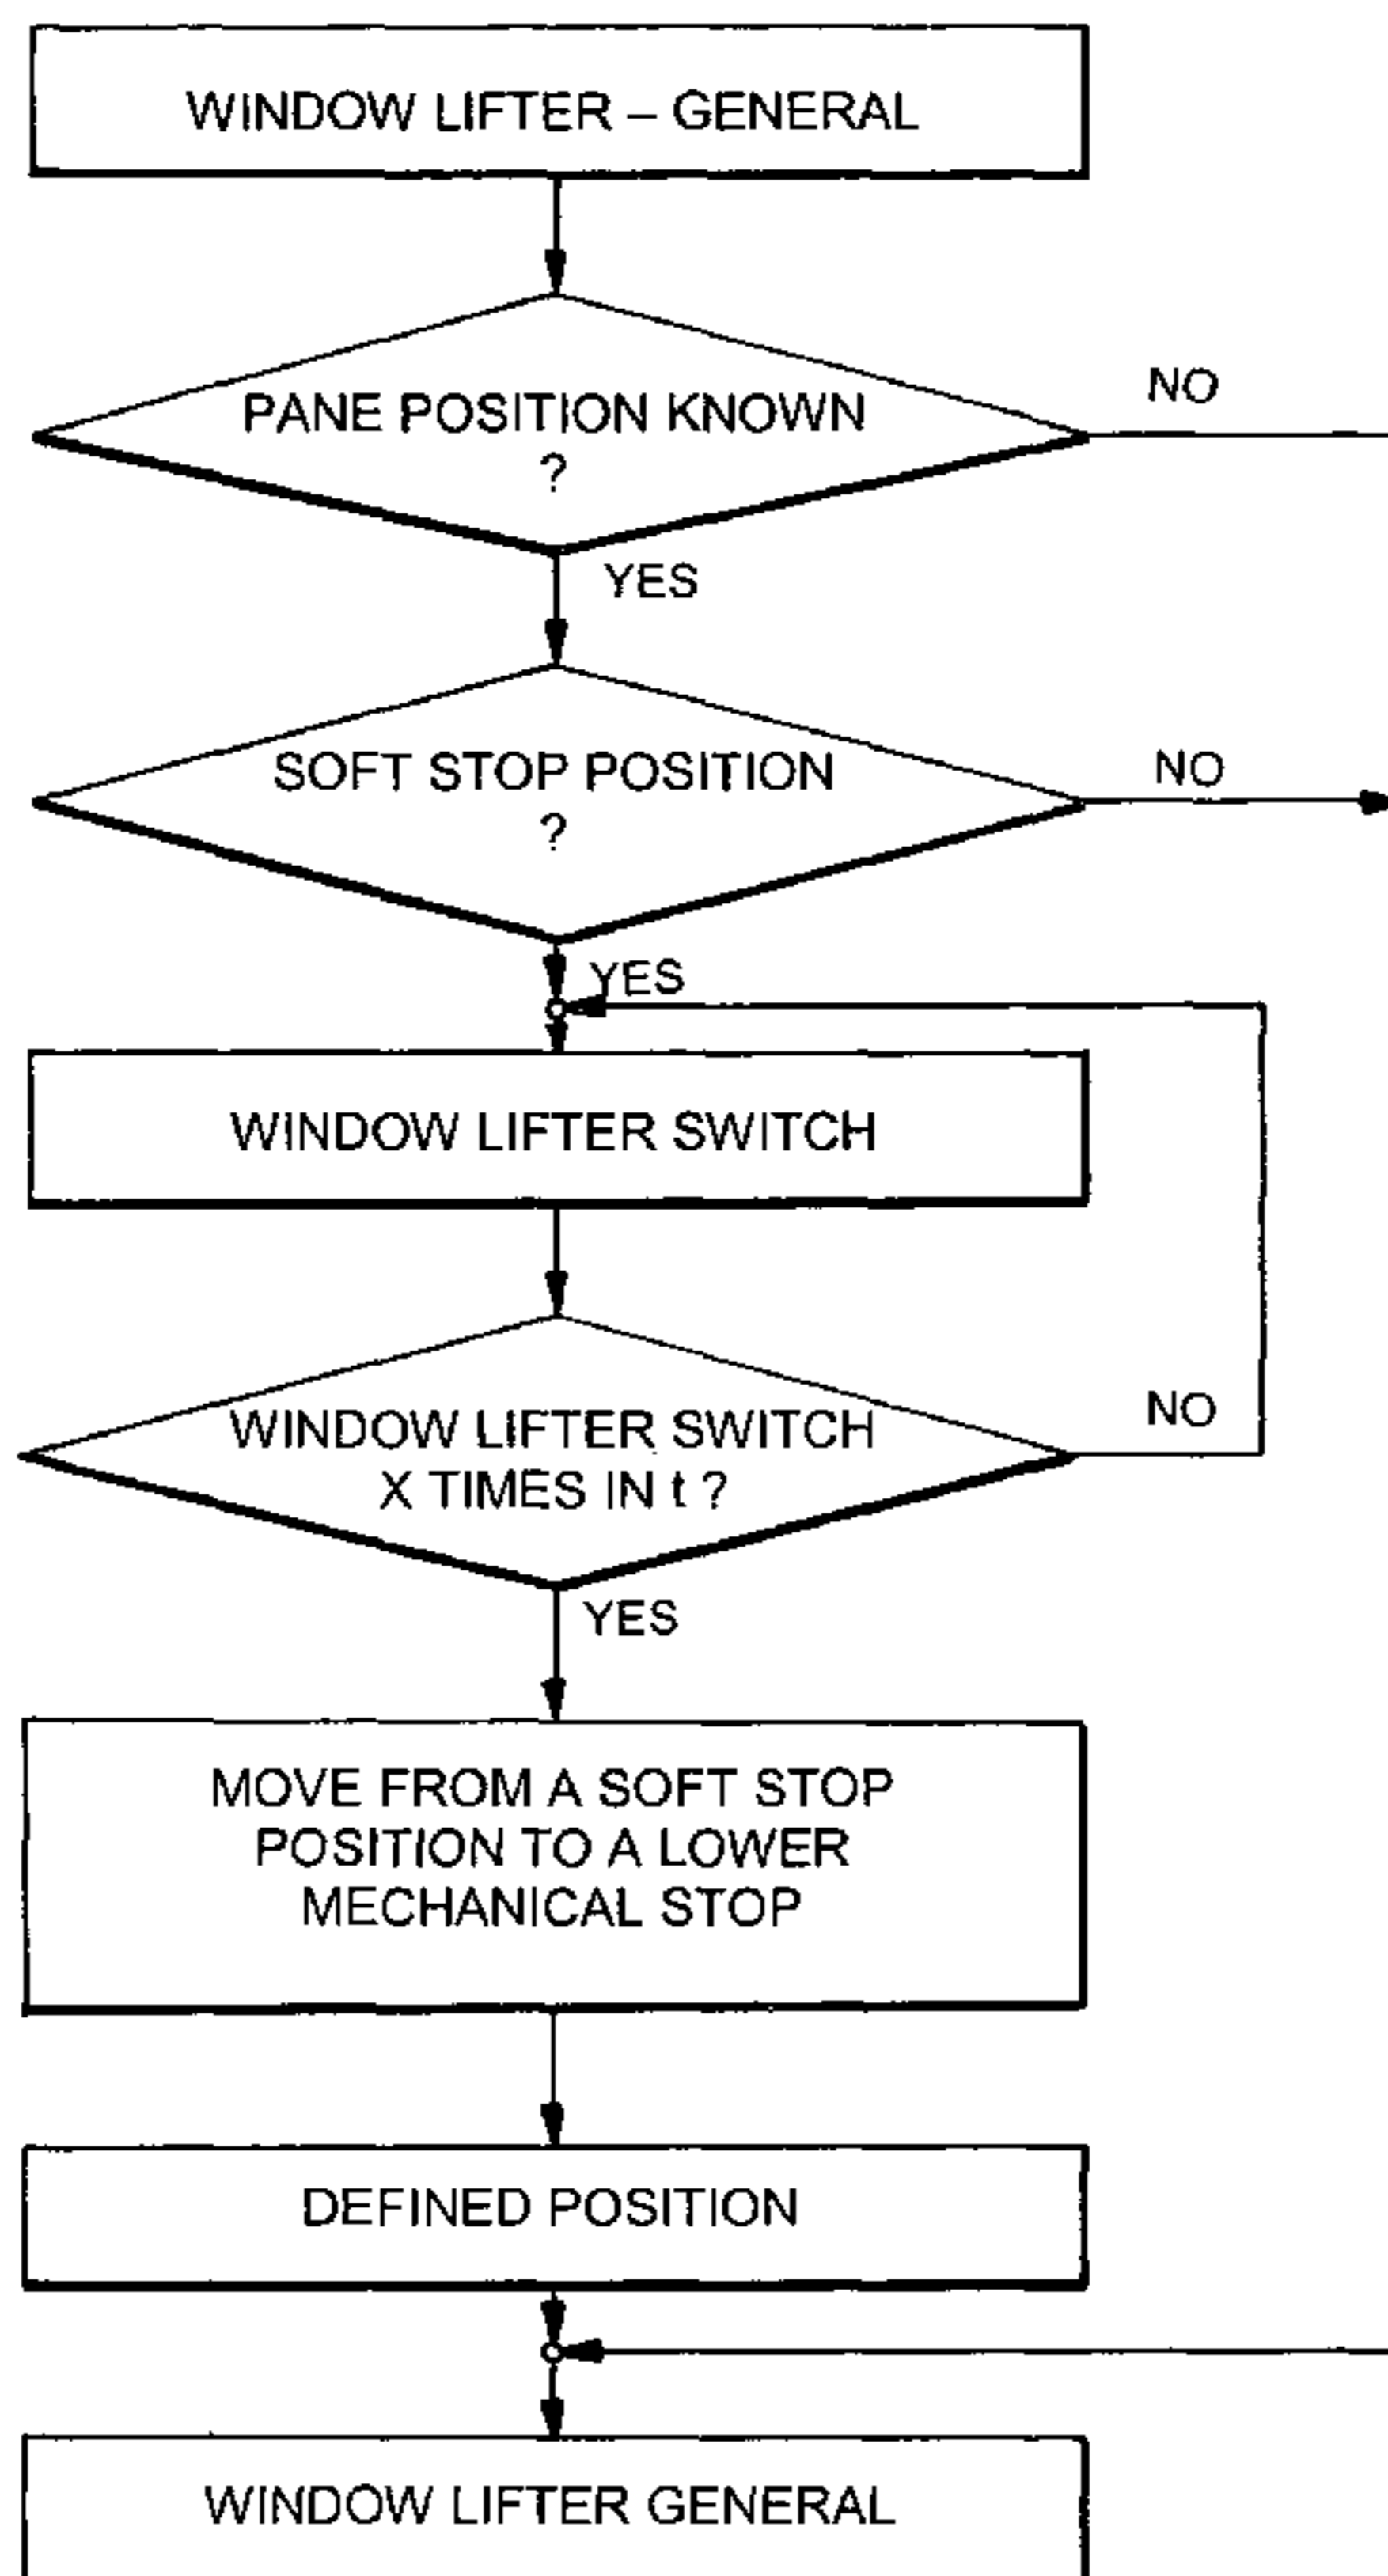 WINDOW LIFTER – GENERAL
PANE POSITION KNOWN
?
NO
YES
SOFT STOP POSITION
?
NO
YES
WINDOW LIFTER SWITCH
WINDOW LIFTER SWITCH
X TIMES IN t ?
NO
YES
MOVE FROM A SOFT STOP
POSITION TO A LOWER
MECHANICAL STOP
DEFINED POSITION
WINDOW LIFTER GENERAL